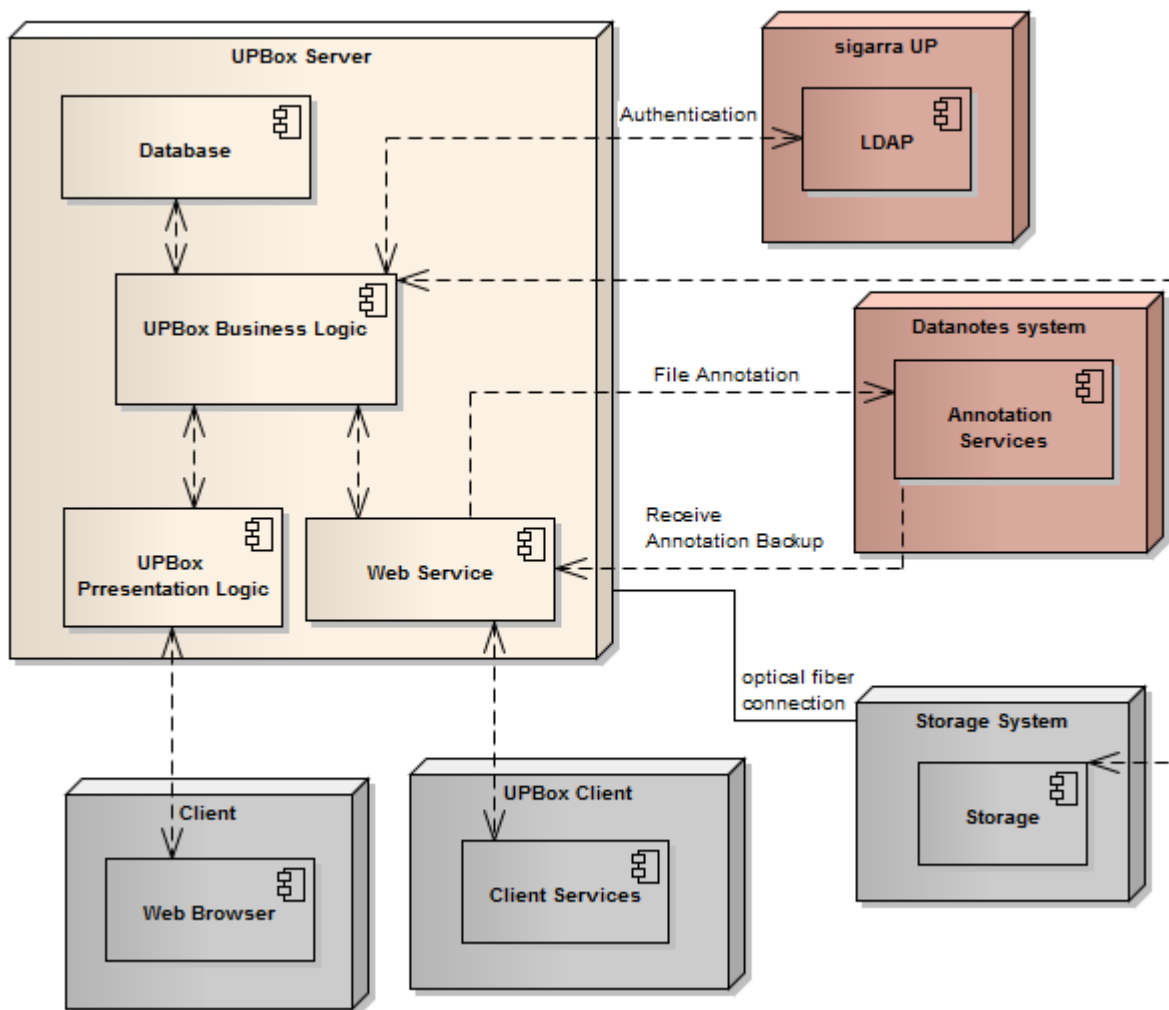 UPBox Server
Database
UPBox Business Logic
UPBox
Prresentation Logic
Web Service
Authentication
sigarra UP
LDAP
Datanotes system
File Annotation
Annotation
Services
Receive
Annotation Backup
optical fiber
connection
Storage System
Storage
Client
Web Browser
UPBox Client
Client Services